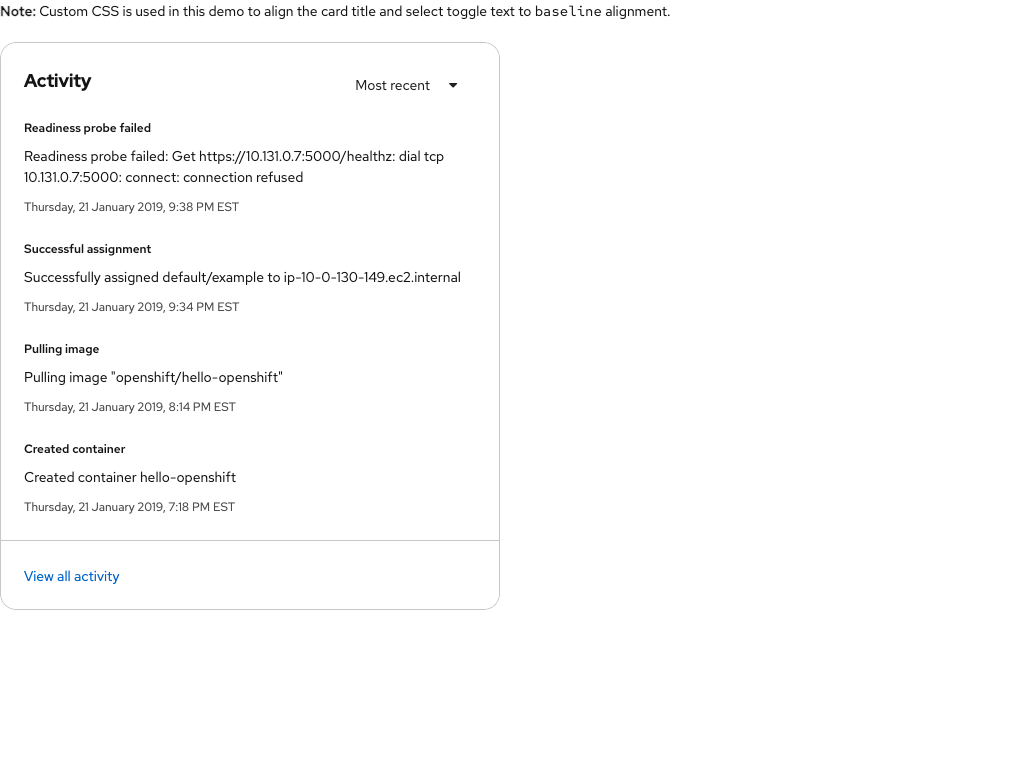 Note: Custom CSS is used in this demo to align the card title and select toggle text to baseline alignment.
Activity
Most recent
Readiness probe failed
Readiness probe failed: Get https://10.131.0.7:5000/healthz: dial tcp
10.131.0.7:5000: connect: connection refused
Thursday, 21 January 2019, 9:38 PM EST
Successful assignment
Successfully assigned default/example to ip-10-0-130-149.ec2.internal
Thursday, 21 January 2019, 9:34 PM EST
Pulling image
Pulling image "openshift/hello-openshift"
Thursday, 21 January 2019, 8:14 PM EST
Created container
Created container hello-openshift
Thursday, 21 January 2019, 7:18 PM EST
View all activity